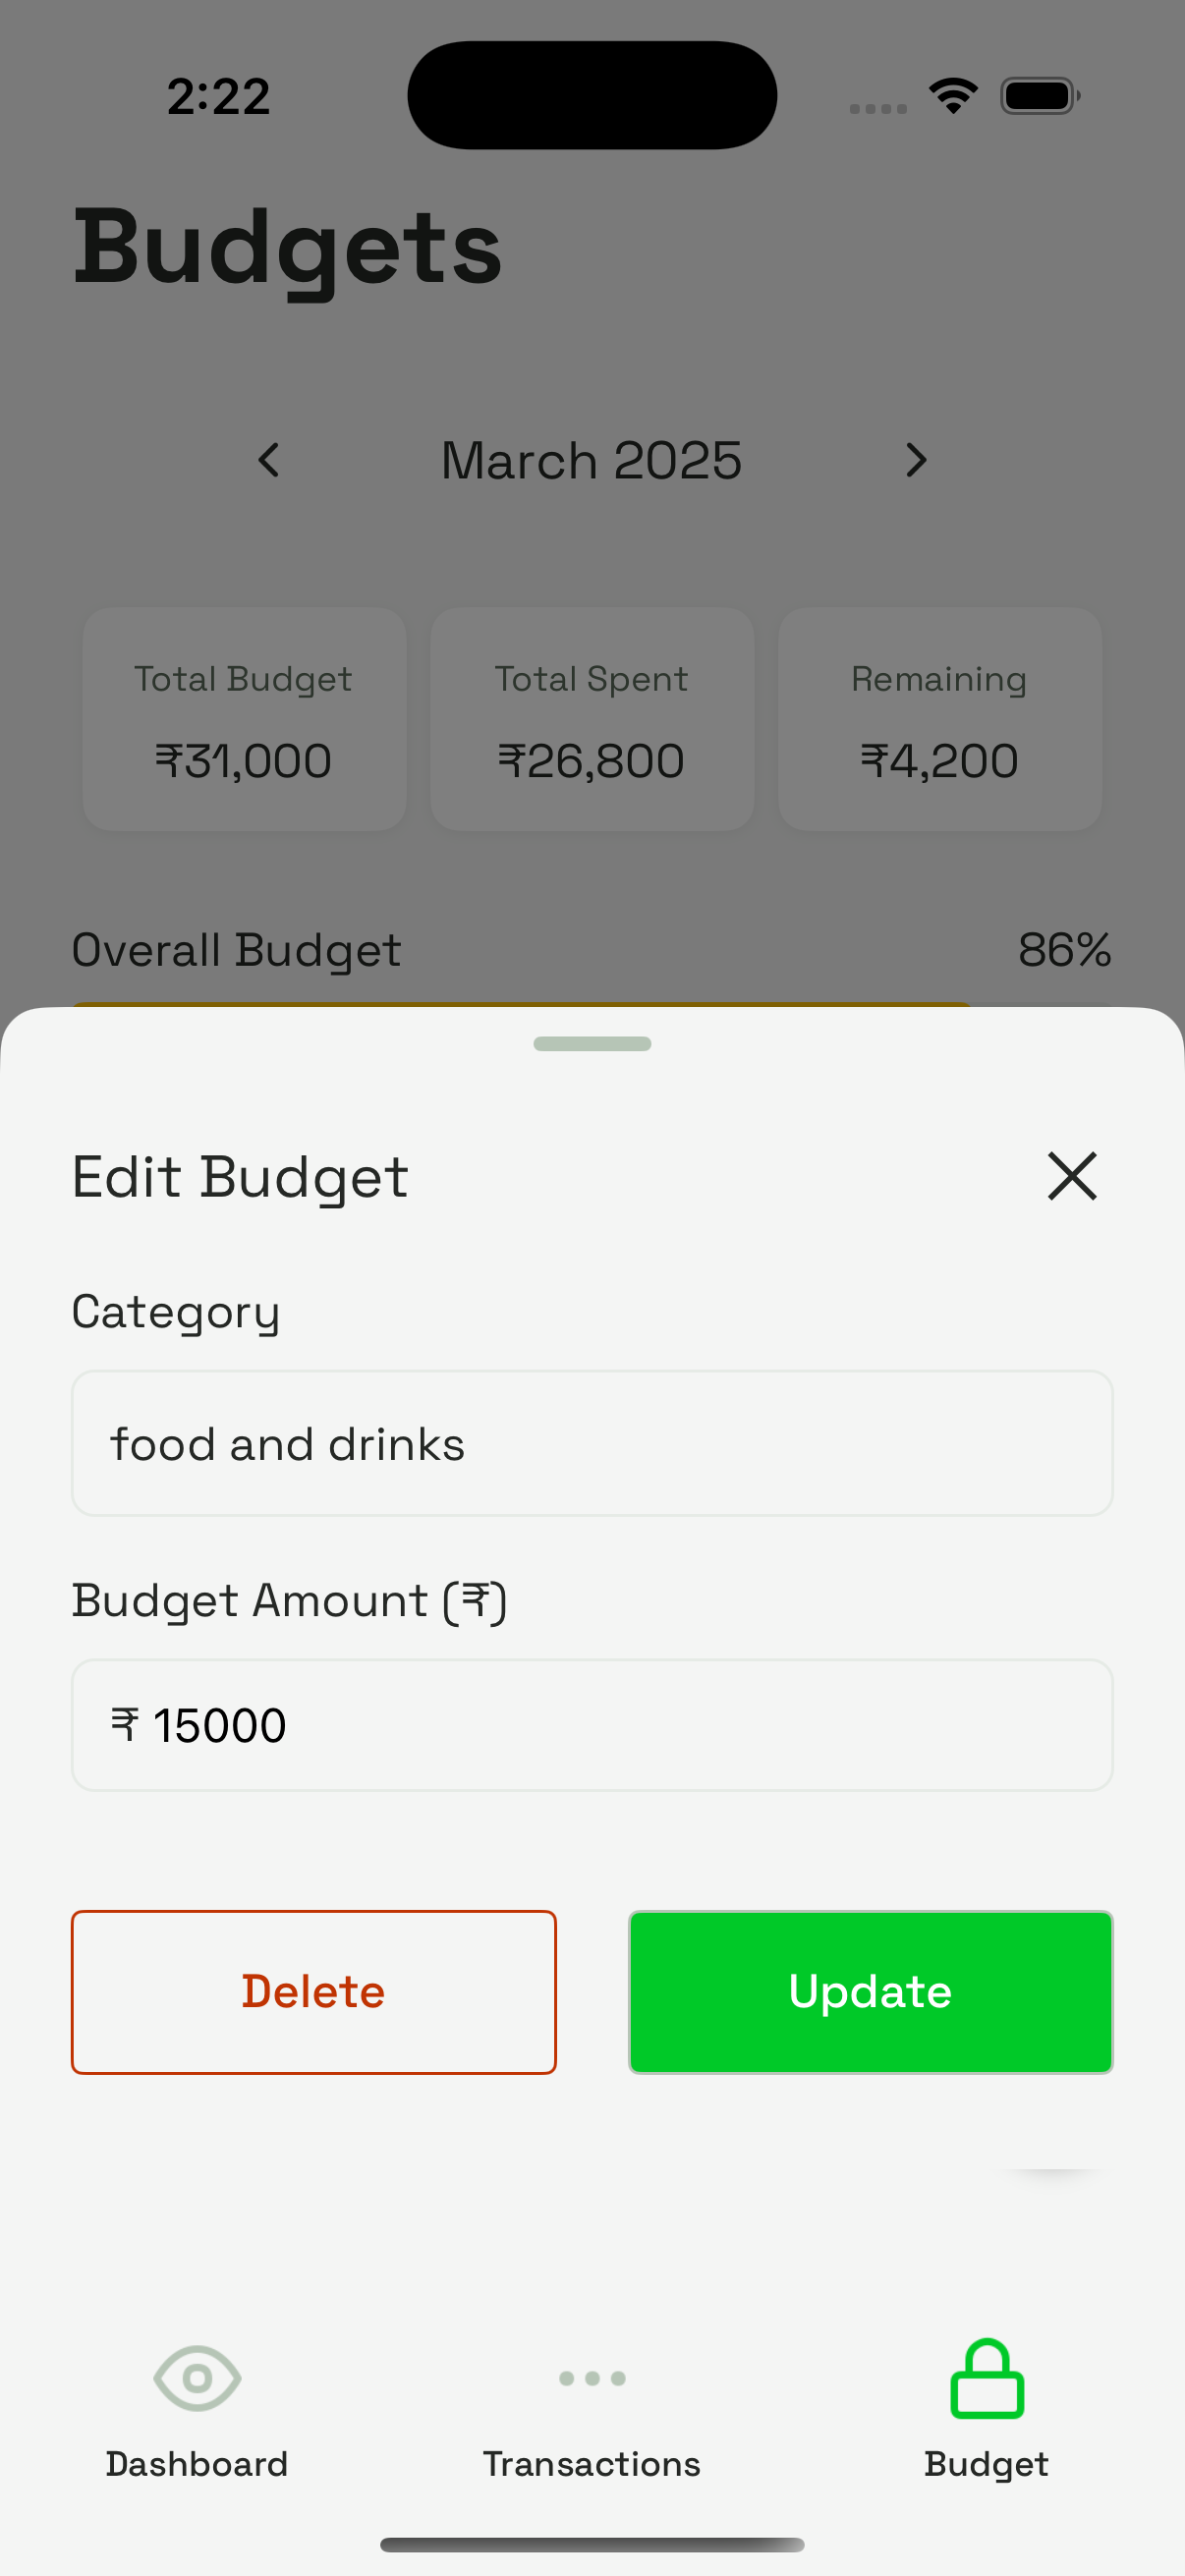 2:22
Budgets
March 2025
Total Budget Total Spent Remaining
₹31,000 ₹26,800 ₹4,200
Overall Budget 86%
Edit Budget
Category
food and drinks
Budget Amount (₹)
₹ 15000
Delete Update
Dashboard Transactions Budget